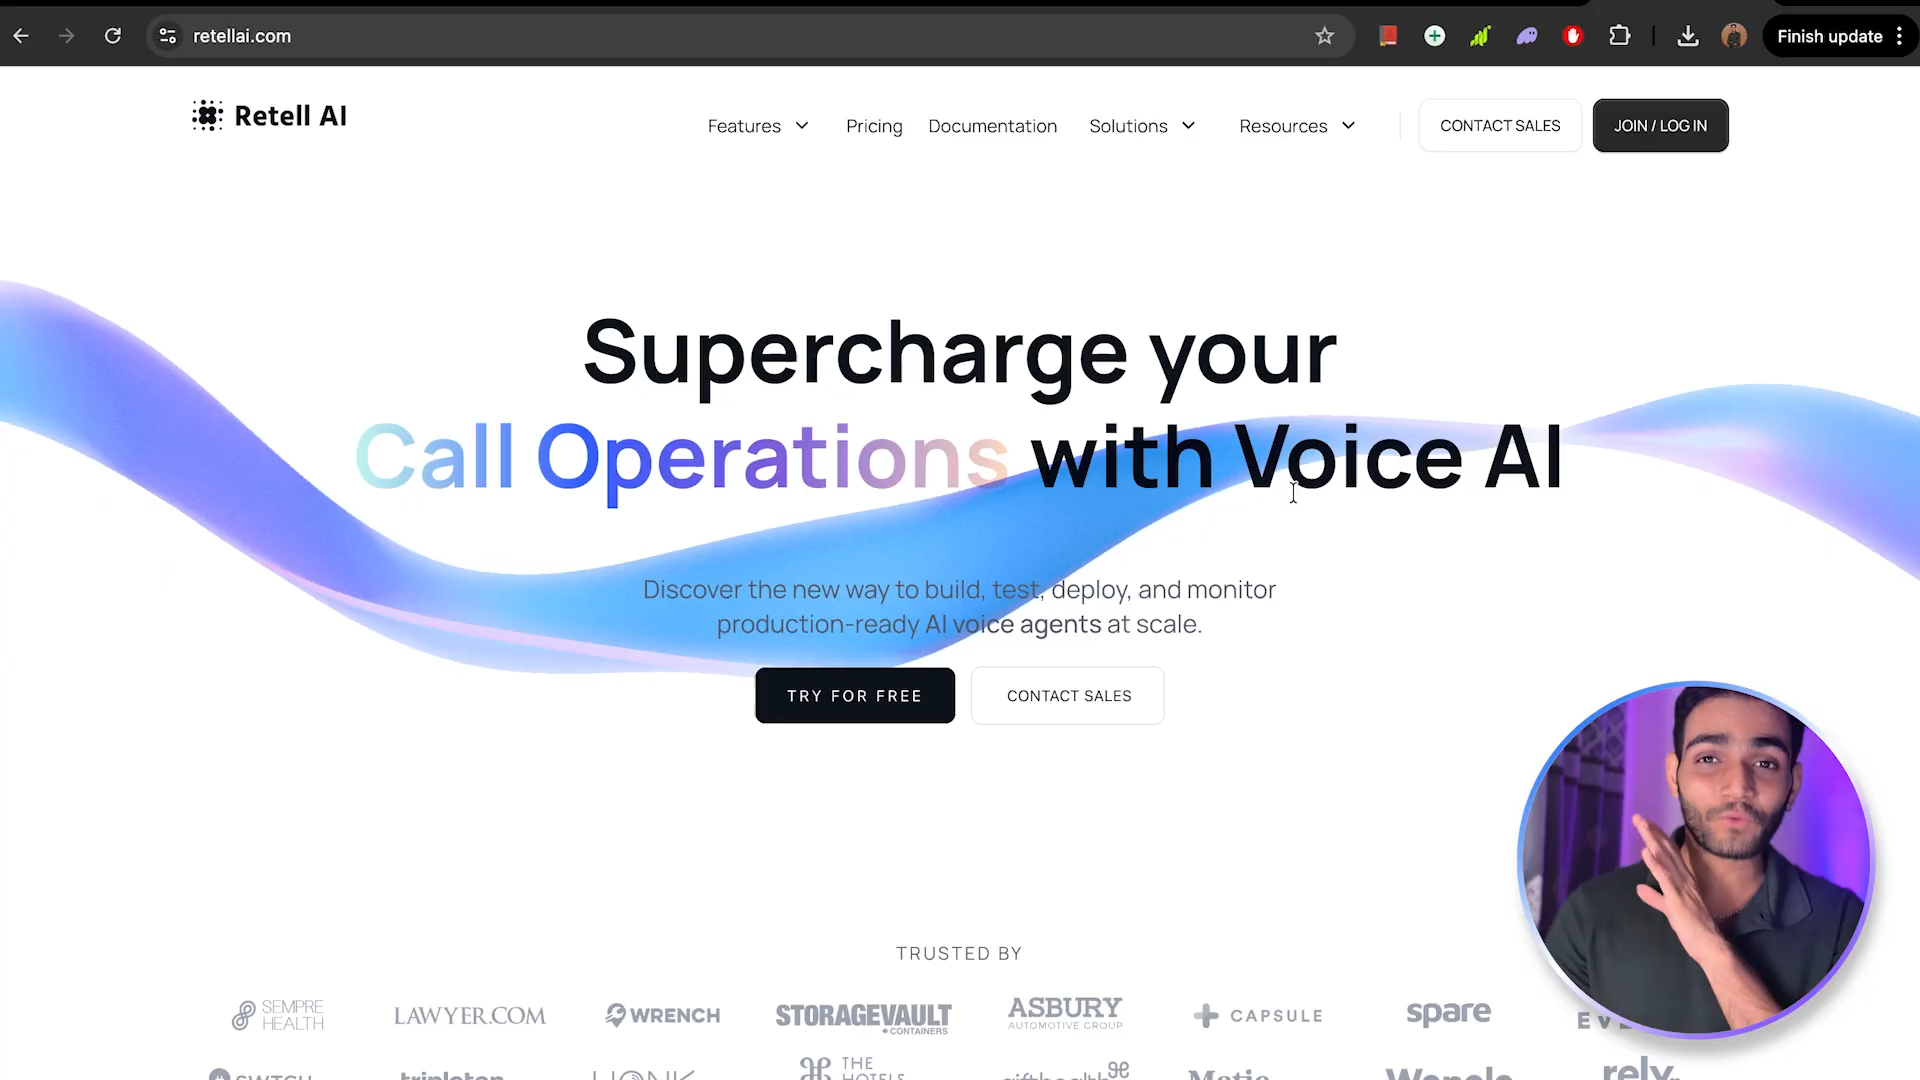 retellai.com
Finish update
Retell AI
Features
Pricing
Documentation
Solutions
Resources
CONTACT SALES
JOIN / LOG IN
Supercharge your
Call Operations with Voice AI
Discover the new way to build, test, deploy, and monitor
production-ready AI voice agents at scale.
TRY FOR FREE
CONTACT SALES
TRUSTED BY
SEMPRE
HEALTH
LAWYER.COM
WRENCH
STORAGEVAULT
CONTAINERS
ASBURY
AUTOMOTIVE GROUP
CAPSULE
spare
THE
HOTELS